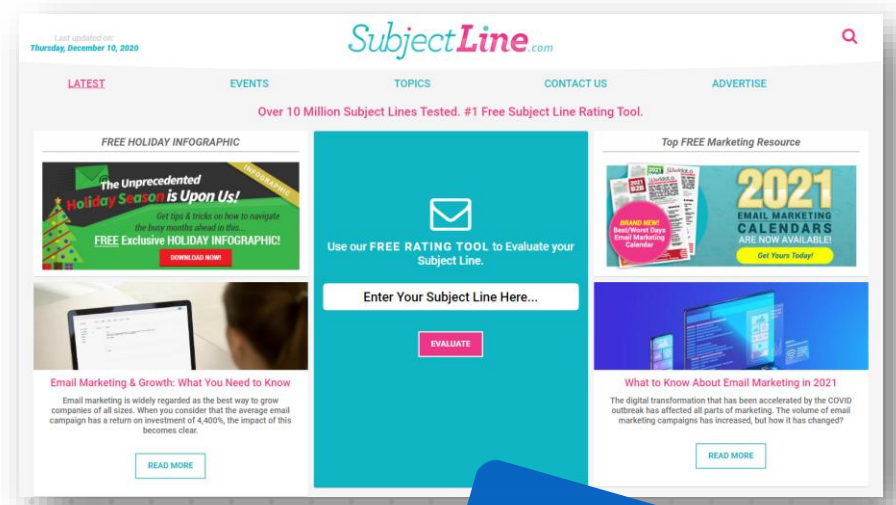 Last updated on:
Thursday, December 10, 2020
SubjectLine.com
LATEST
EVENTS
TOPICS
CONTACT US
ADVERTISE
Over 10 Million Subject Lines Tested. #1 Free Subject Line Rating Tool.
FREE HOLIDAY INFOGRAPHIC
INFOGRAPHIC
The Unprecedented
Holiday Season is Upon Us!
Get tips & tricks on how to navigate
the busy months ahead in this...
FREE Exclusive HOLIDAY INFOGRAPHIC!
DOWNLOAD NOW!
Email Marketing & Growth: What You Need to Know
Email marketing is widely regarded as the best way to grow
companies of all sizes. When you consider that the average email
campaign has a return on investment of 4,400%, the impact of this
becomes clear.
READ MORE
Use our FREE RATING TOOL to Evaluate your
Subject Line.
Enter Your Subject Line Here...
EVALUATE
Top FREE Marketing Resource
BRAND NEW!
Best/Worst Days
Email Marketing
Calendar
2021
EMAIL MARKETING
CALENDARS
ARE NOW AVAILABLE!
Get Yours Today!
What to Know About Email Marketing in 2021
The digital transformation that has been accelerated by the COVID
outbreak has affected all parts of marketing. The volume of email
marketing campaigns has increased, but how it has changed?
READ MORE